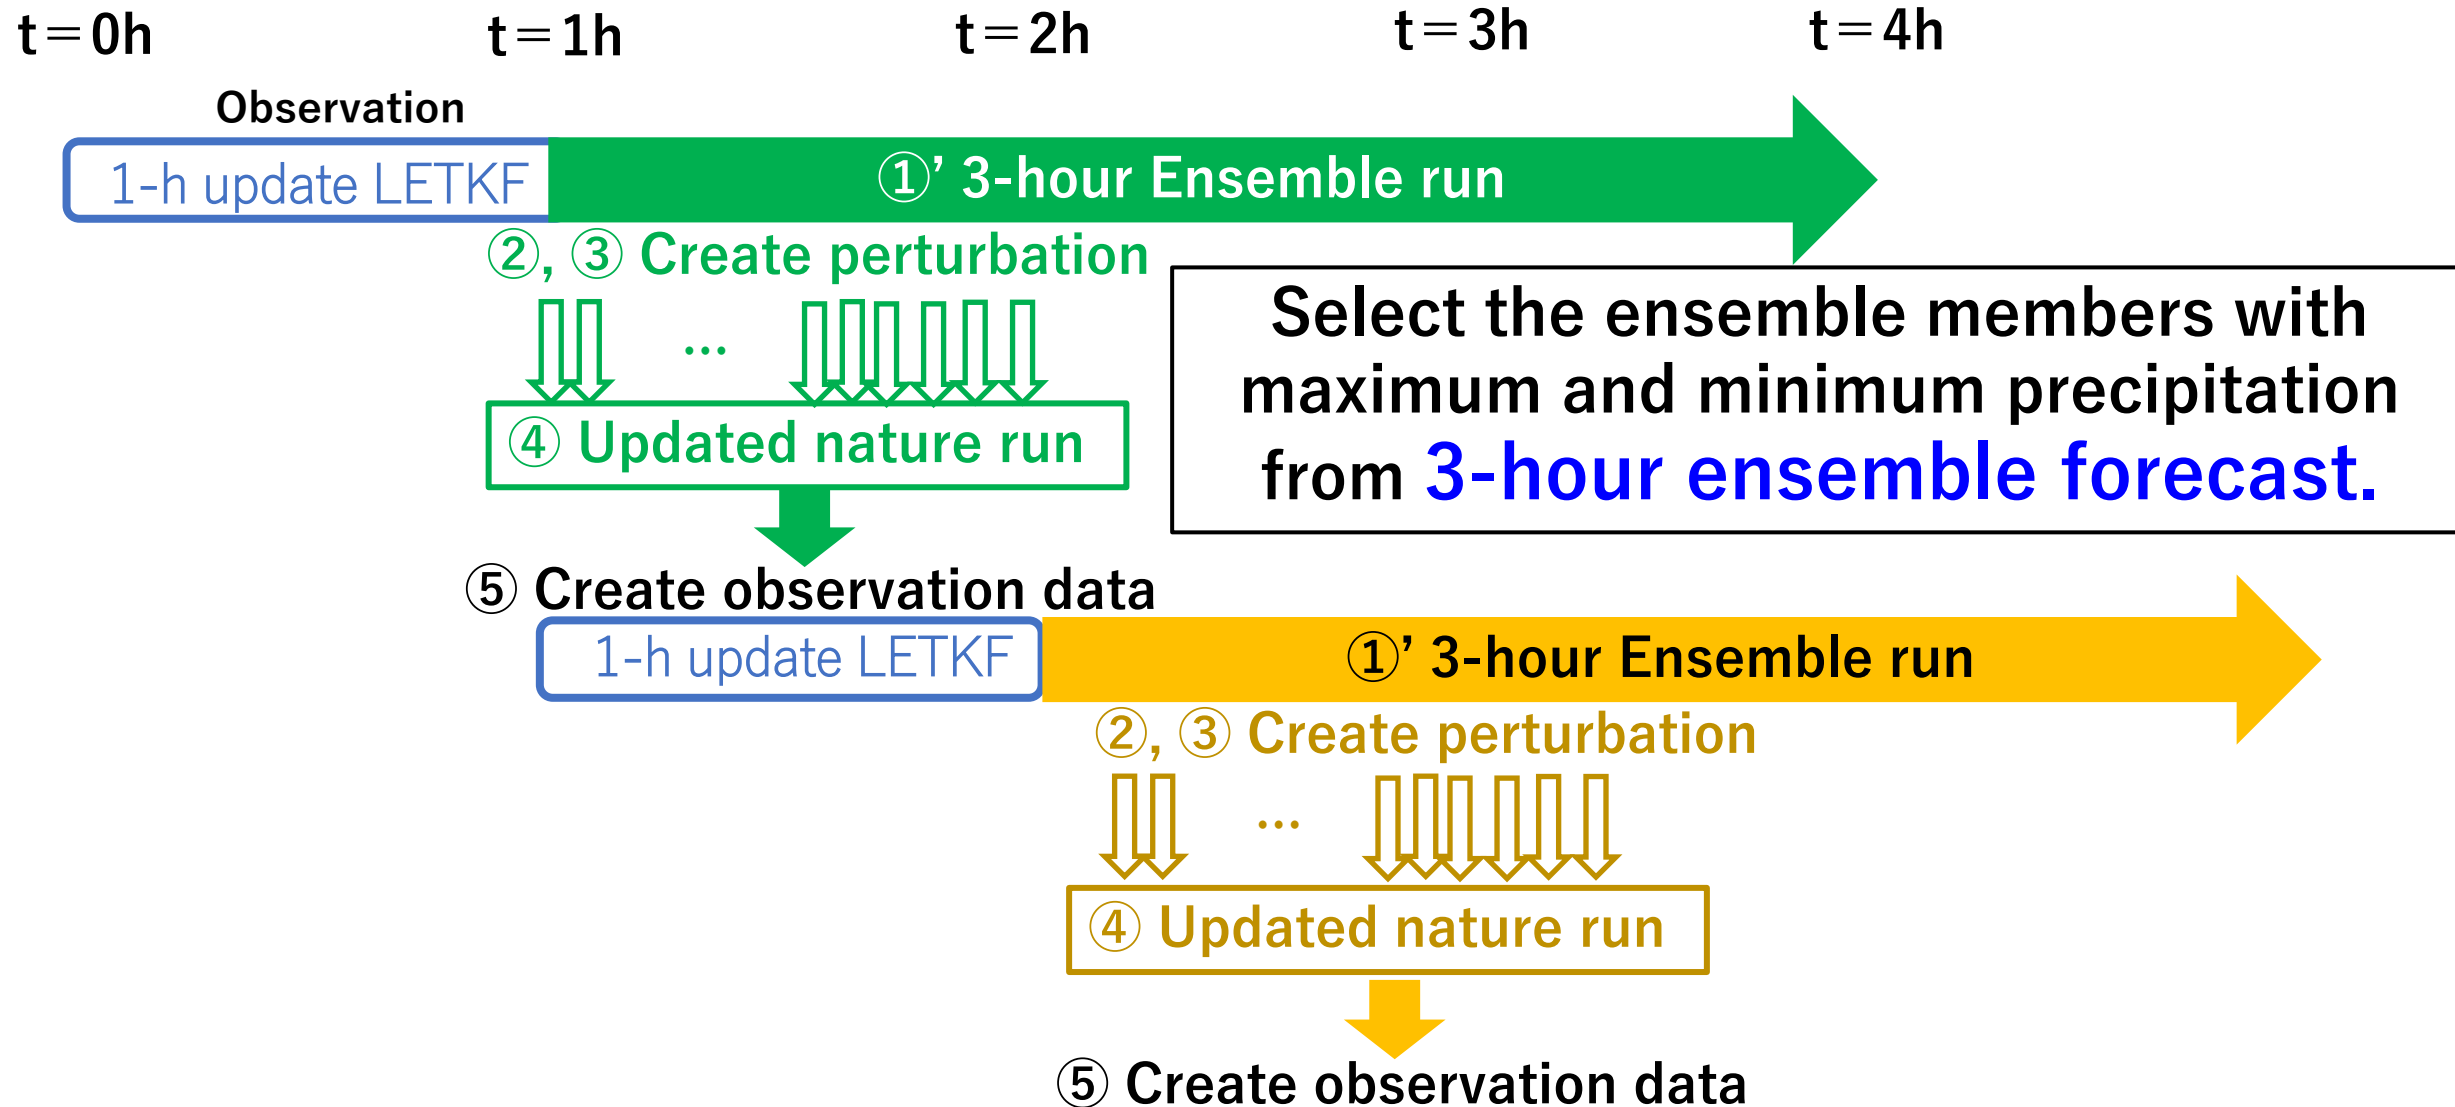 t＝0h
t＝1h
t＝2h
t＝3h
t＝4h
Observation
1-h update LETKF
①’ 3-hour Ensemble run
②, ③ Create perturbation
...
④ Updated nature run
Select the ensemble members with
maximum and minimum precipitation
from 3-hour ensemble forecast.
⑤ Create observation data
1-h update LETKF
①’ 3-hour Ensemble run
②, ③ Create perturbation
...
④ Updated nature run
⑤ Create observation data